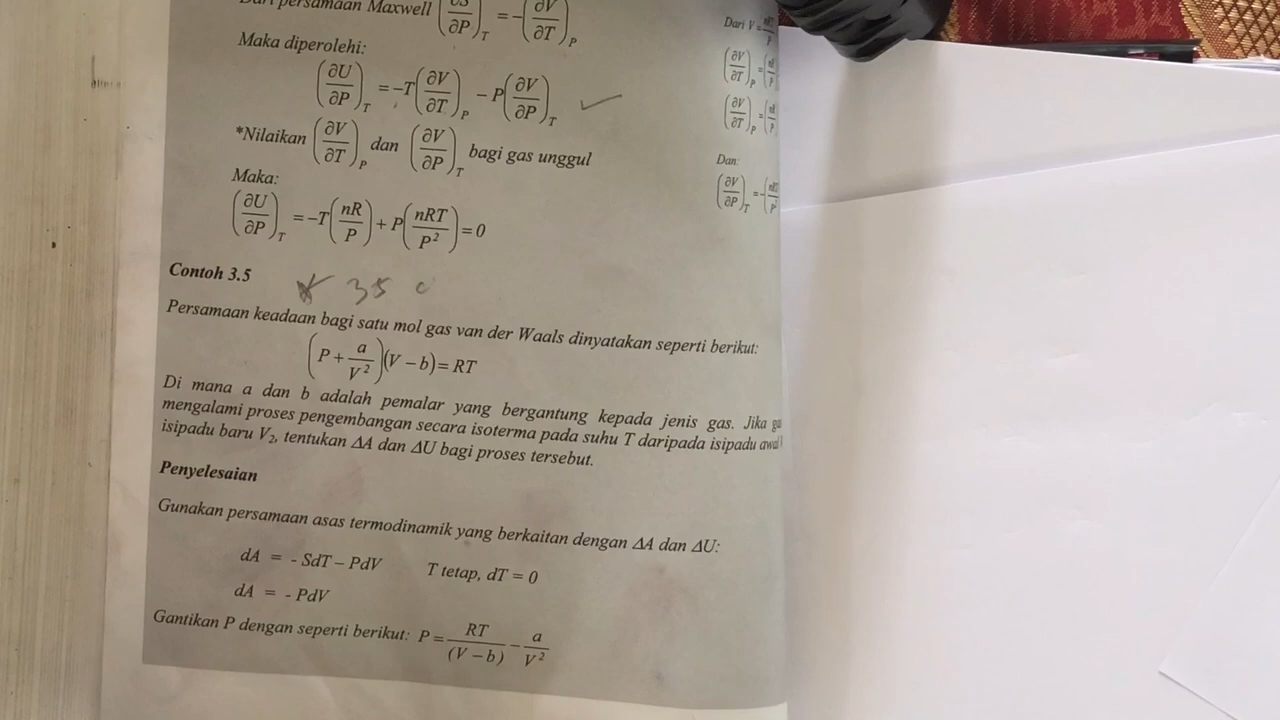 Dari persamaan Maxwell (∂S/∂P)_T = -(∂V/∂T)_P
Maka diperolehi:
(∂U/∂P)_T = -T(∂V/∂T)_P - P(∂V/∂P)_T
*Nilaikan (∂V/∂T)_P dan (∂V/∂P)_T bagi gas unggul
Maka:
(∂U/∂P)_T = -T(nR/P) + P(nRT/P²) = 0
Dari V =
(∂V/∂T)_P =
(∂V/∂T)_P =
Dan:
(∂V/∂P)_T = -
Contoh 3.5
35
Persamaan keadaan bagi satu mol gas van der Waals dinyatakan seperti berikut:
(P + a/V²)(V - b) = RT
Di mana a dan b adalah pemalar yang bergantung kepada jenis gas. Jika
mengalami proses pengembangan secara isoterma pada suhu T daripada isipadu awal
isipadu baru V₂, tentukan ΔA dan ΔU bagi proses tersebut.
Penyelesaian
Gunakan persamaan asas termodinamik yang berkaitan dengan ΔA dan ΔU:
dA = - SdT – PdV T tetap, dT = 0
dA = - PdV
Gantikan P dengan seperti berikut: P = RT/(V - b) - a/V²